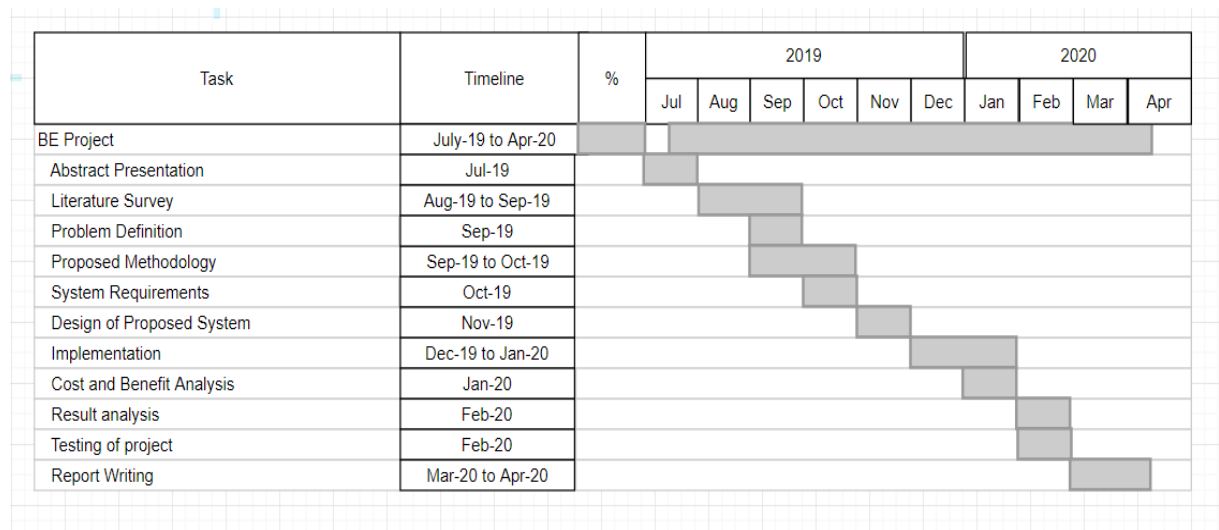 Task Timeline % 2019 2020
Jul Aug Sep Oct Nov Dec Jan Feb Mar Apr
BE Project July-19 to Apr-20
Abstract Presentation Jul-19
Literature Survey Aug-19 to Sep-19
Problem Definition Sep-19
Proposed Methodology Sep-19 to Oct-19
System Requirements Oct-19
Design of Proposed System Nov-19
Implementation Dec-19 to Jan-20
Cost and Benefit Analysis Jan-20
Result analysis Feb-20
Testing of project Feb-20
Report Writing Mar-20 to Apr-20